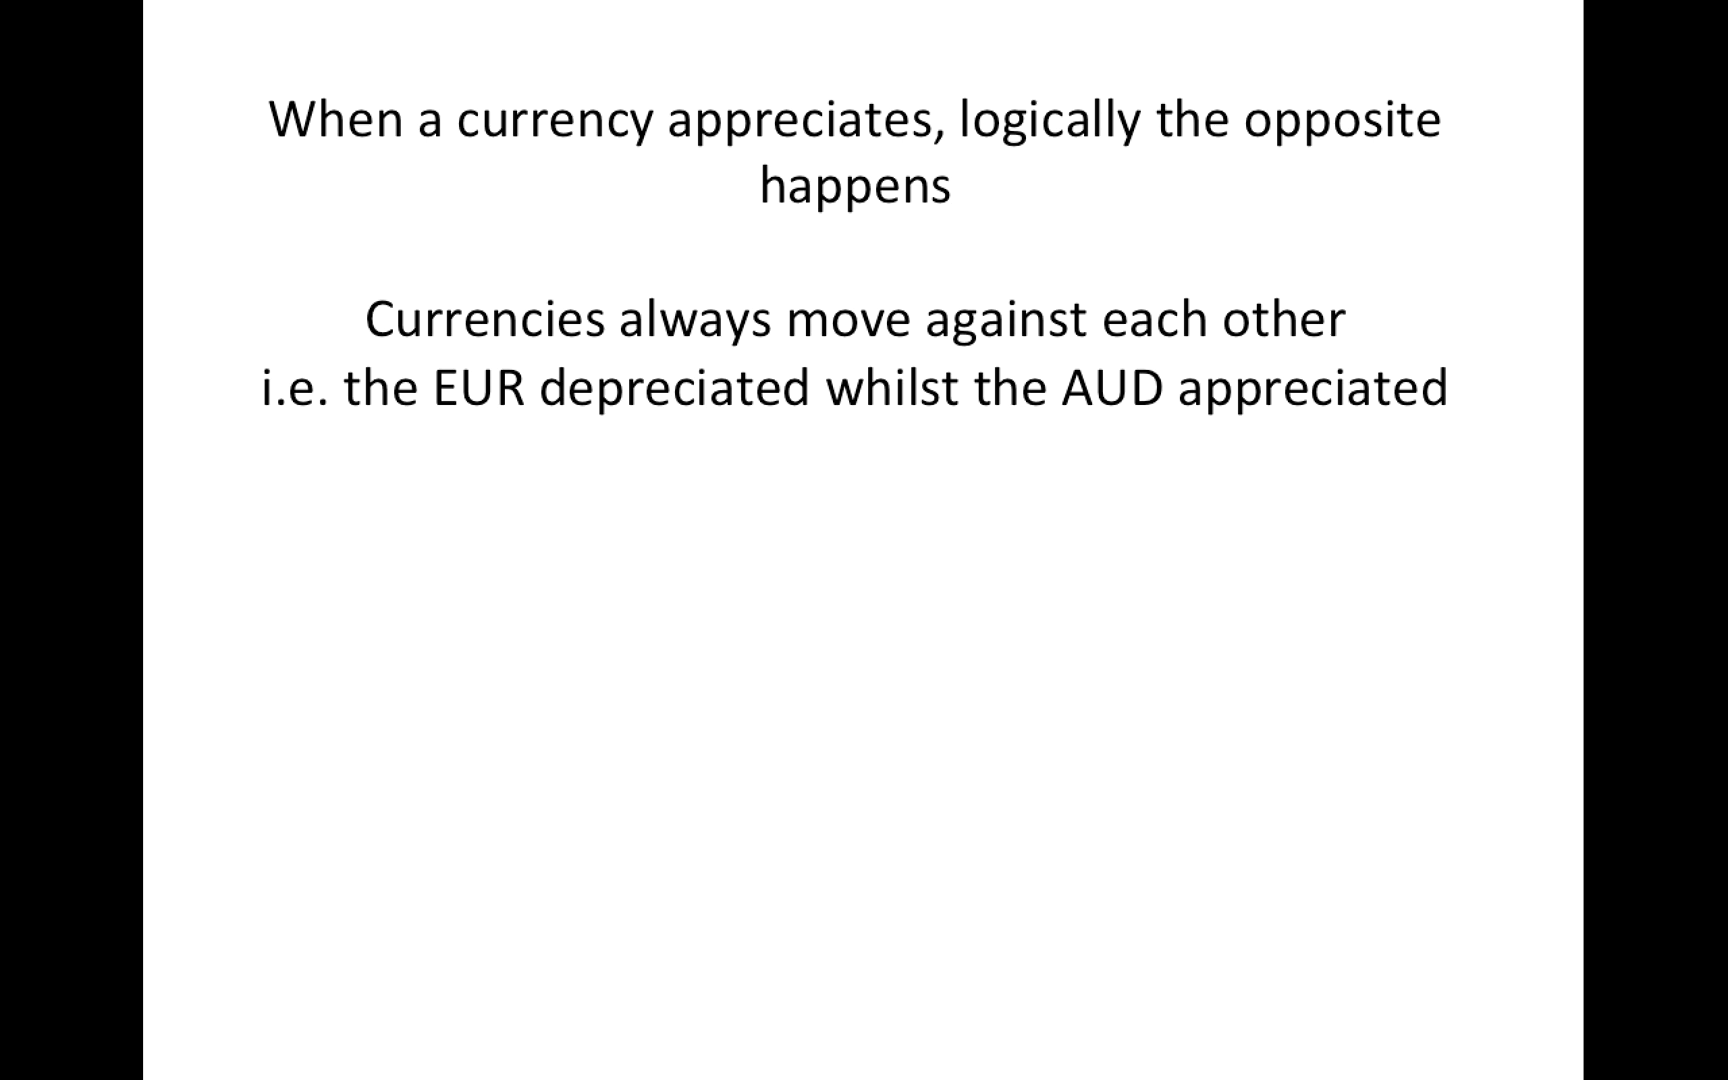 When a currency appreciates, logically the opposite
happens
Currencies always move against each other
i.e. the EUR depreciated whilst the AUD appreciated